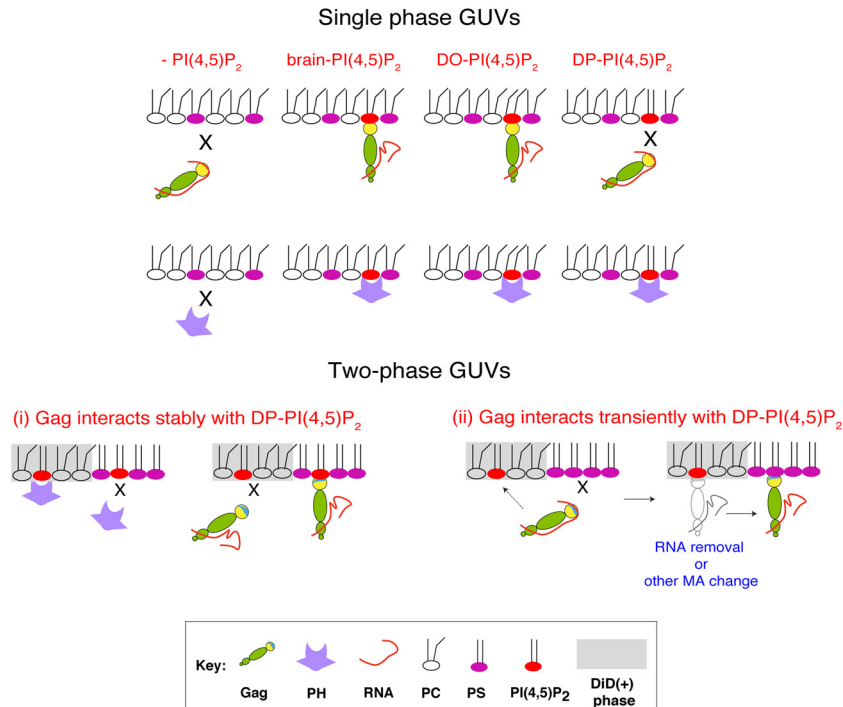 Single phase GUVs
- PI(4,5)P₂ brain-PI(4,5)P₂ DO-PI(4,5)P₂ DP-PI(4,5)P₂
X X
X
Two-phase GUVs
(i) Gag interacts stably with DP-PI(4,5)P₂
(ii) Gag interacts transiently with DP-PI(4,5)P₂
X X X
RNA removal
or
other MA change
Key:
Gag PH RNA PC PS PI(4,5)P₂ DiD(+)
phase